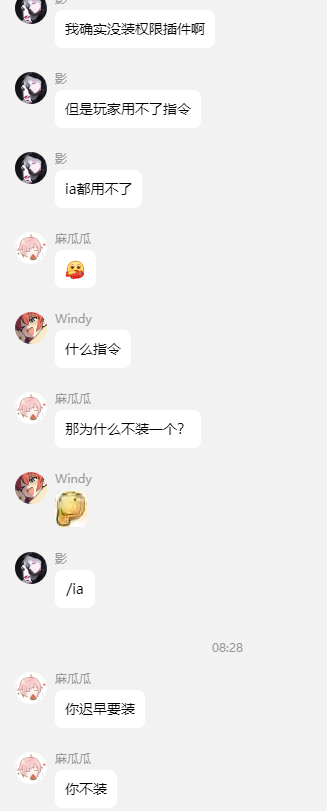 影
我确实没装权限插件啊
影
但是玩家用不了指令
影
ia都用不了
麻瓜瓜
Windy
什么指令
麻瓜瓜
那为什么不装一个？
Windy
影
/ia
08:28
麻瓜瓜
你迟早要装
麻瓜瓜
你不装